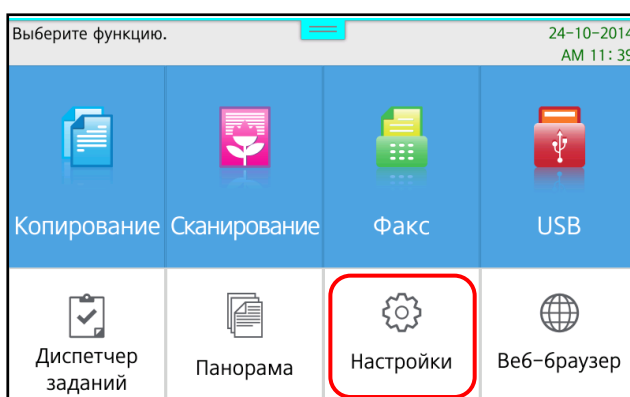 Выберите функцию.
24-10-2014
AM 11:39
Копирование
Сканирование
Факс
USB
Диспетчер
заданий
Панорама
Настройки
Веб-браузер